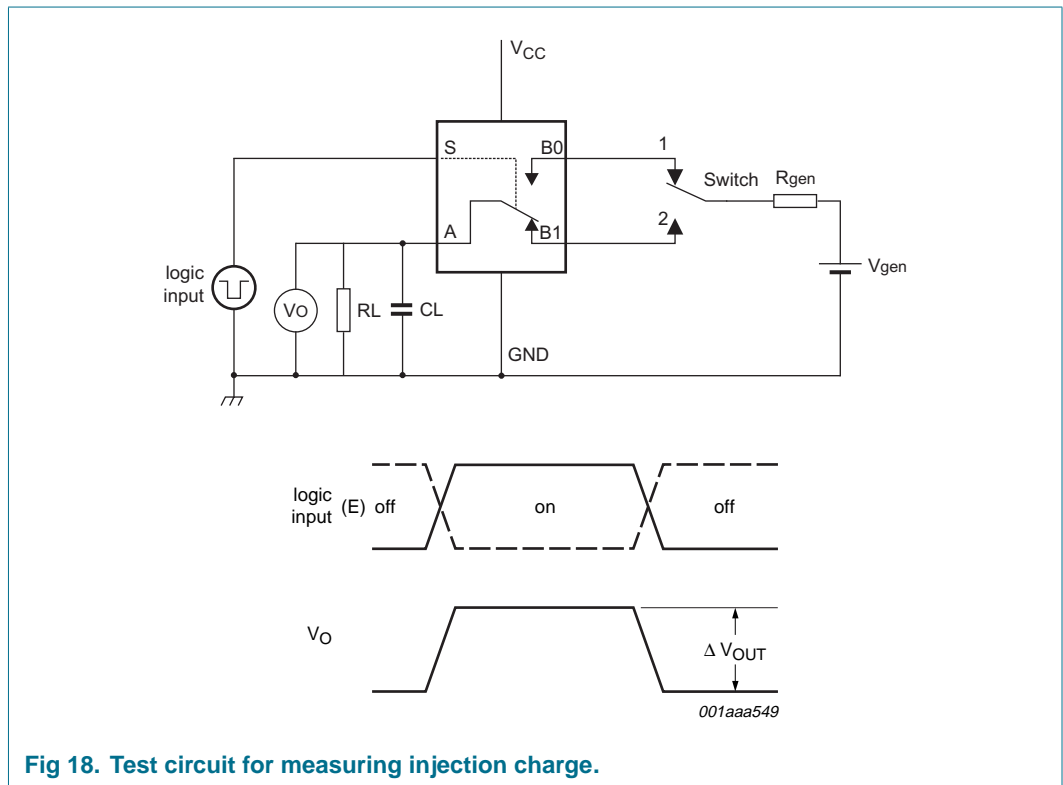 VCC
S
B0
1
Switch
Rgen
A
B1
2
Vgen
logic
input
VO
RL
CL
GND
logic
input
(E)
off
on
off
VO
Δ VOUT
001aaa549
Fig 18. Test circuit for measuring injection charge.